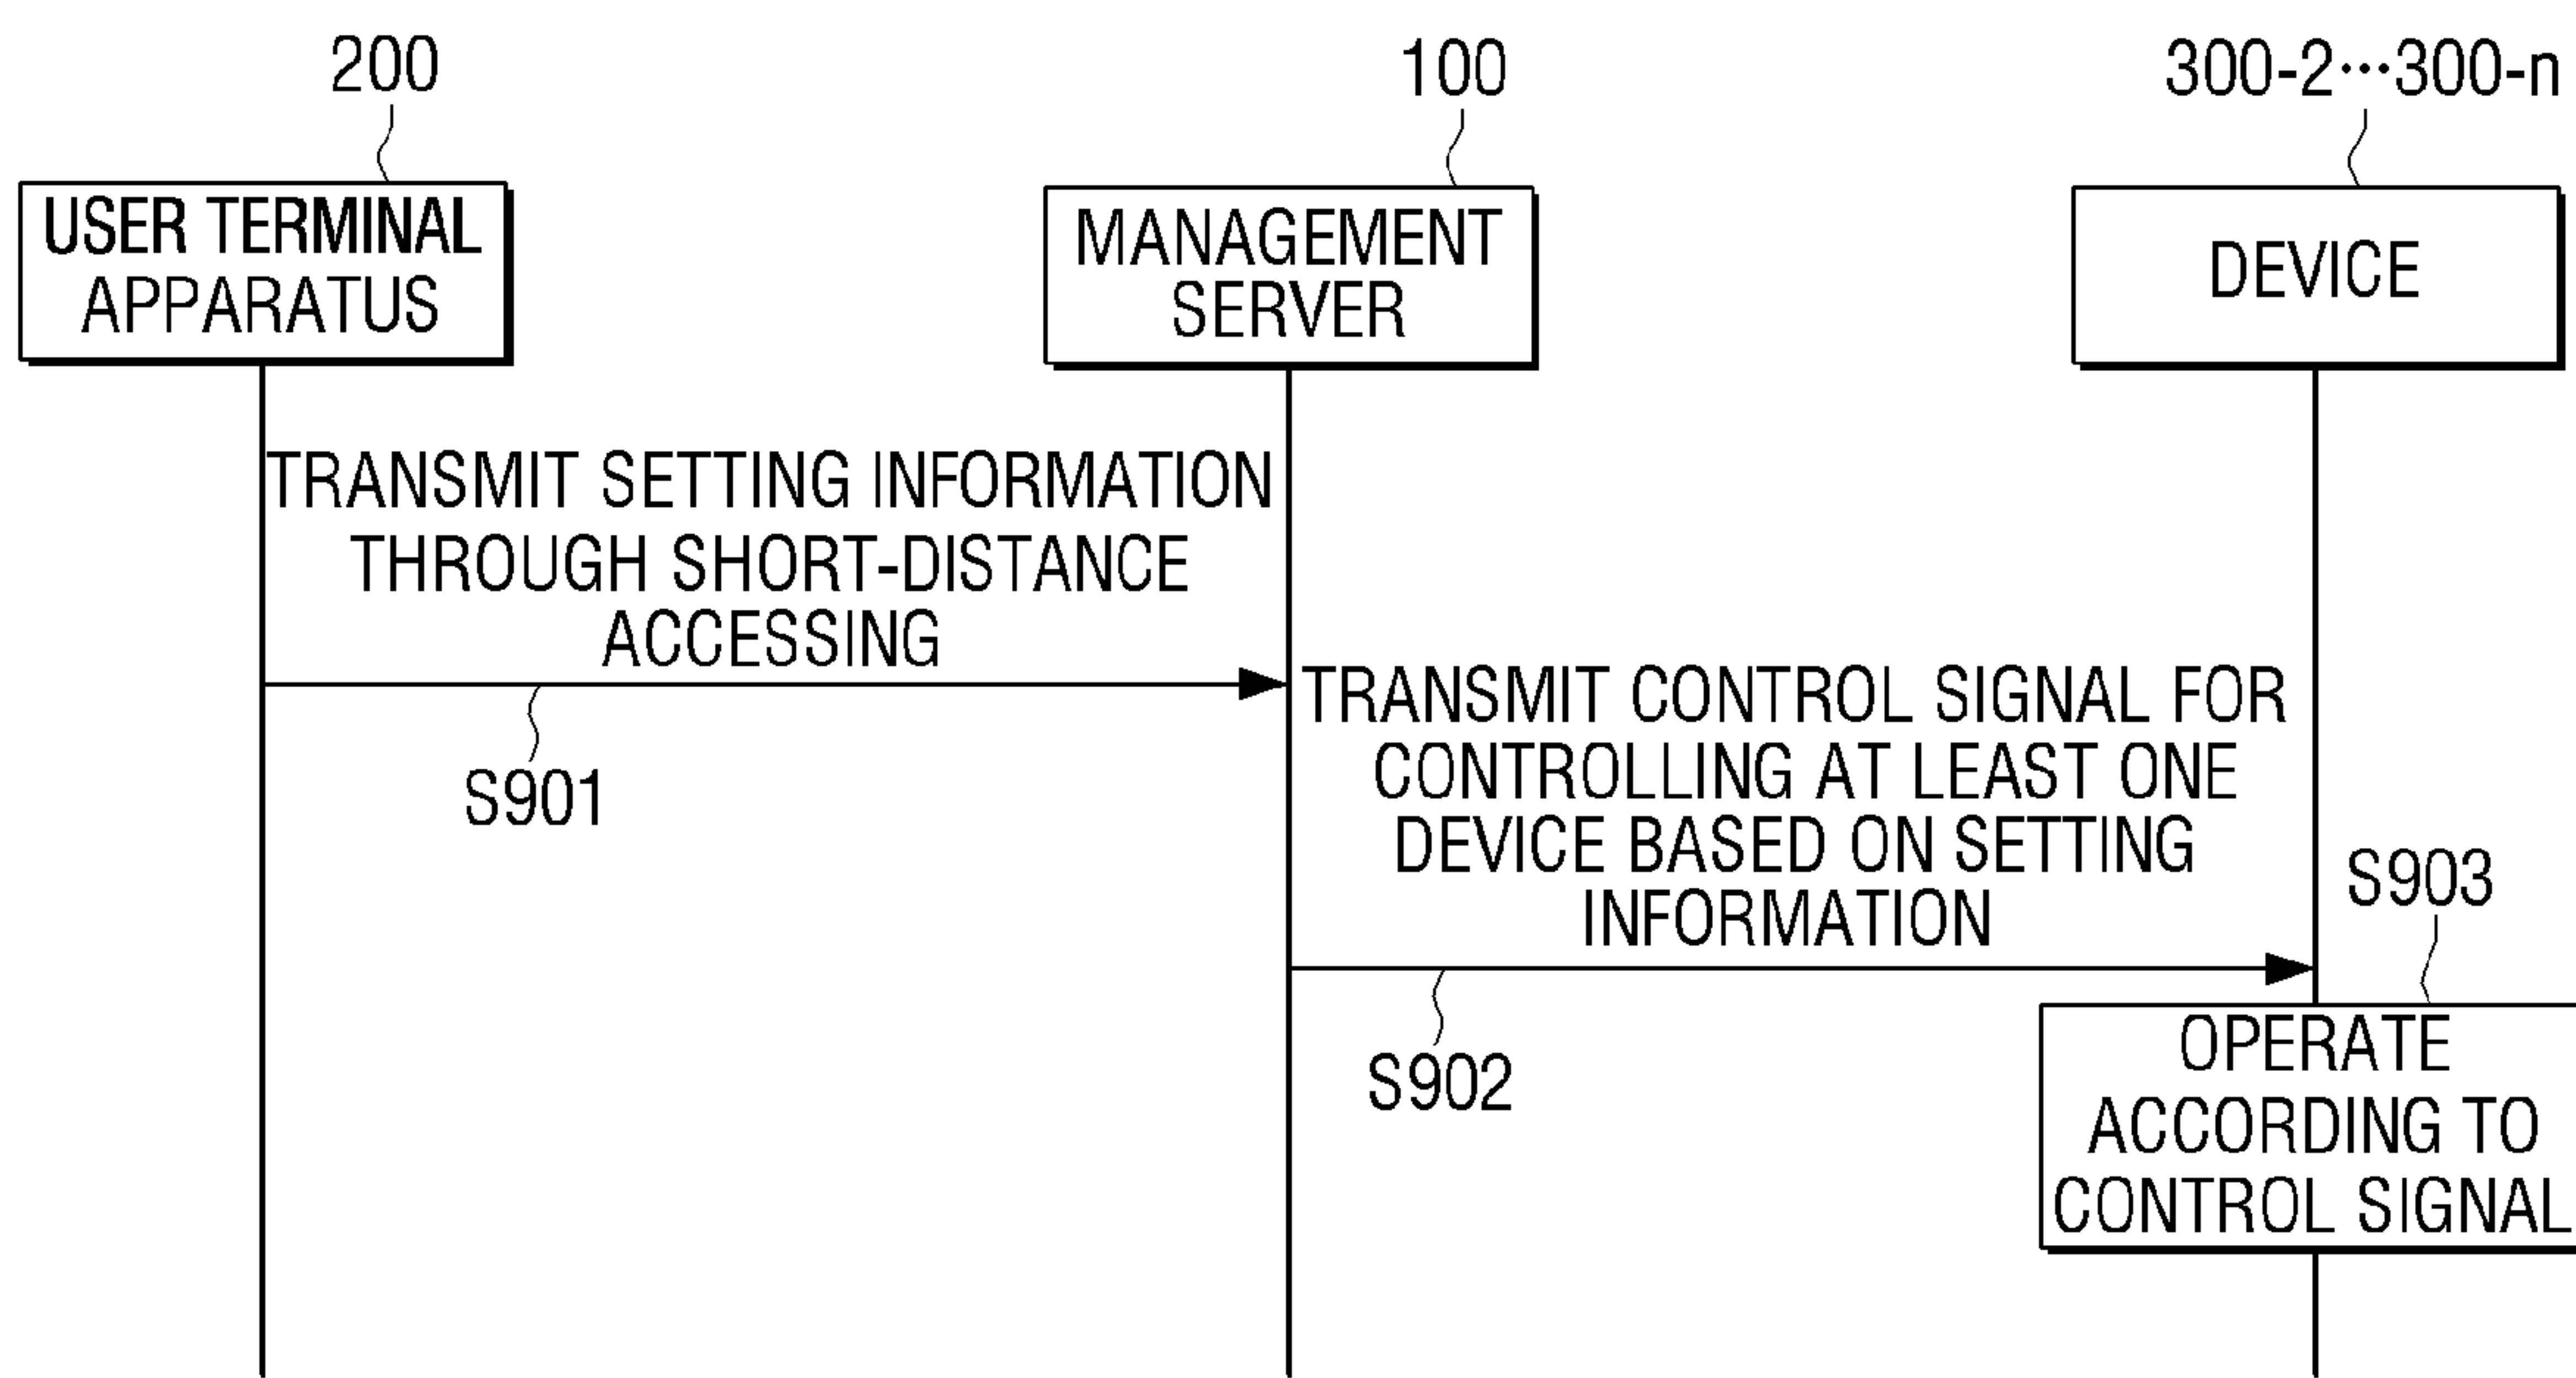 200
100
300-2···300-n
USER TERMINAL
APPARATUS
MANAGEMENT
SERVER
DEVICE
TRANSMIT SETTING INFORMATION
THROUGH SHORT-DISTANCE
ACCESSING
S901
TRANSMIT CONTROL SIGNAL FOR
CONTROLLING AT LEAST ONE
DEVICE BASED ON SETTING
INFORMATION
S902
S903
OPERATE
ACCORDING TO
CONTROL SIGNAL